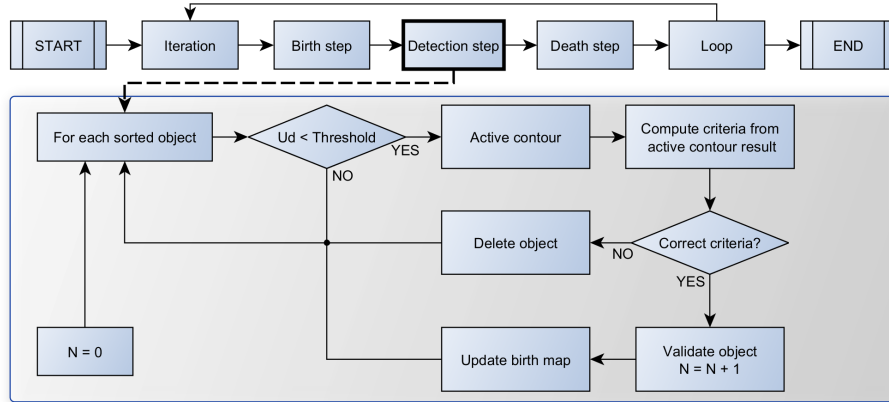 START
Iteration
Birth step
Detection step
Death step
Loop
END
For each sorted object
Ud < Threshold
YES
NO
Active contour
Compute criteria from
active contour result
Delete object
NO
Correct criteria?
YES
N = 0
Update birth map
Validate object
N = N + 1